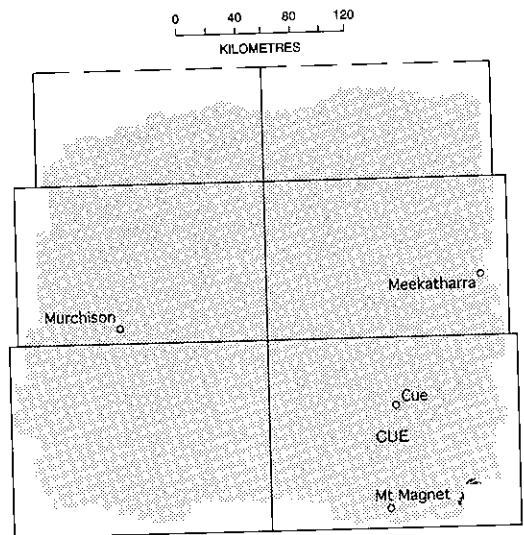 0 40 80 120
KILOMETRES
Meekatharra
Murchison
Cue
CUE
Mt Magnet